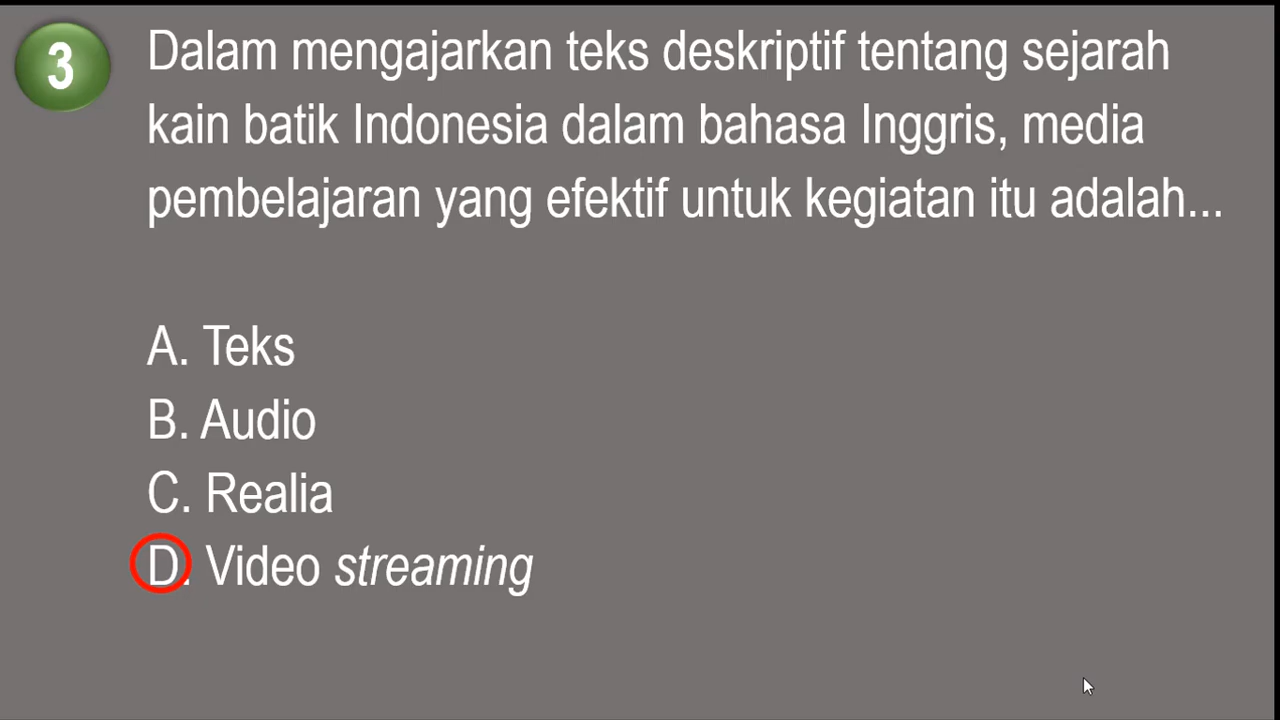 3
Dalam mengajarkan teks deskriptif tentang sejarah
kain batik Indonesia dalam bahasa Inggris, media
pembelajaran yang efektif untuk kegiatan itu adalah...
A. Teks
B. Audio
C. Realia
D. Video streaming